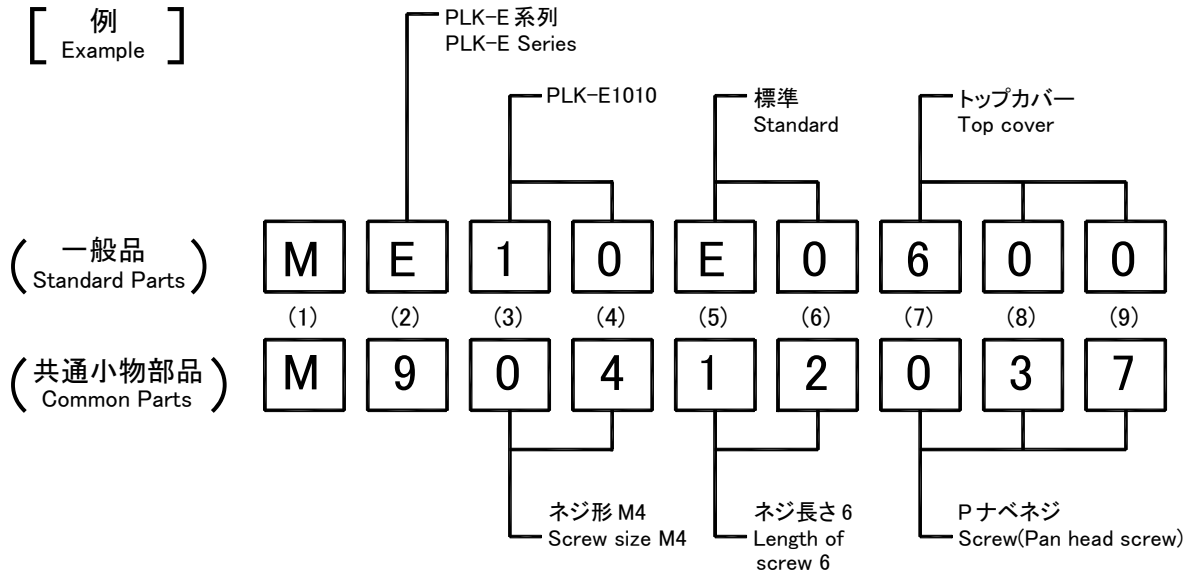 例
Example
PLK-E 系列
PLK-E Series
PLK-E1010
標準
Standard
トップカバー
Top cover
一般品
Standard Parts
M E 1 0 E 0 6 0 0
(1) (2) (3) (4) (5) (6) (7) (8) (9)
共通小物部品
Common Parts
M 9 0 4 1 2 0 3 7
ネジ形 M4
Screw size M4
ネジ長さ 6
Length of
screw 6
P ナベネジ
Screw(Pan head screw)